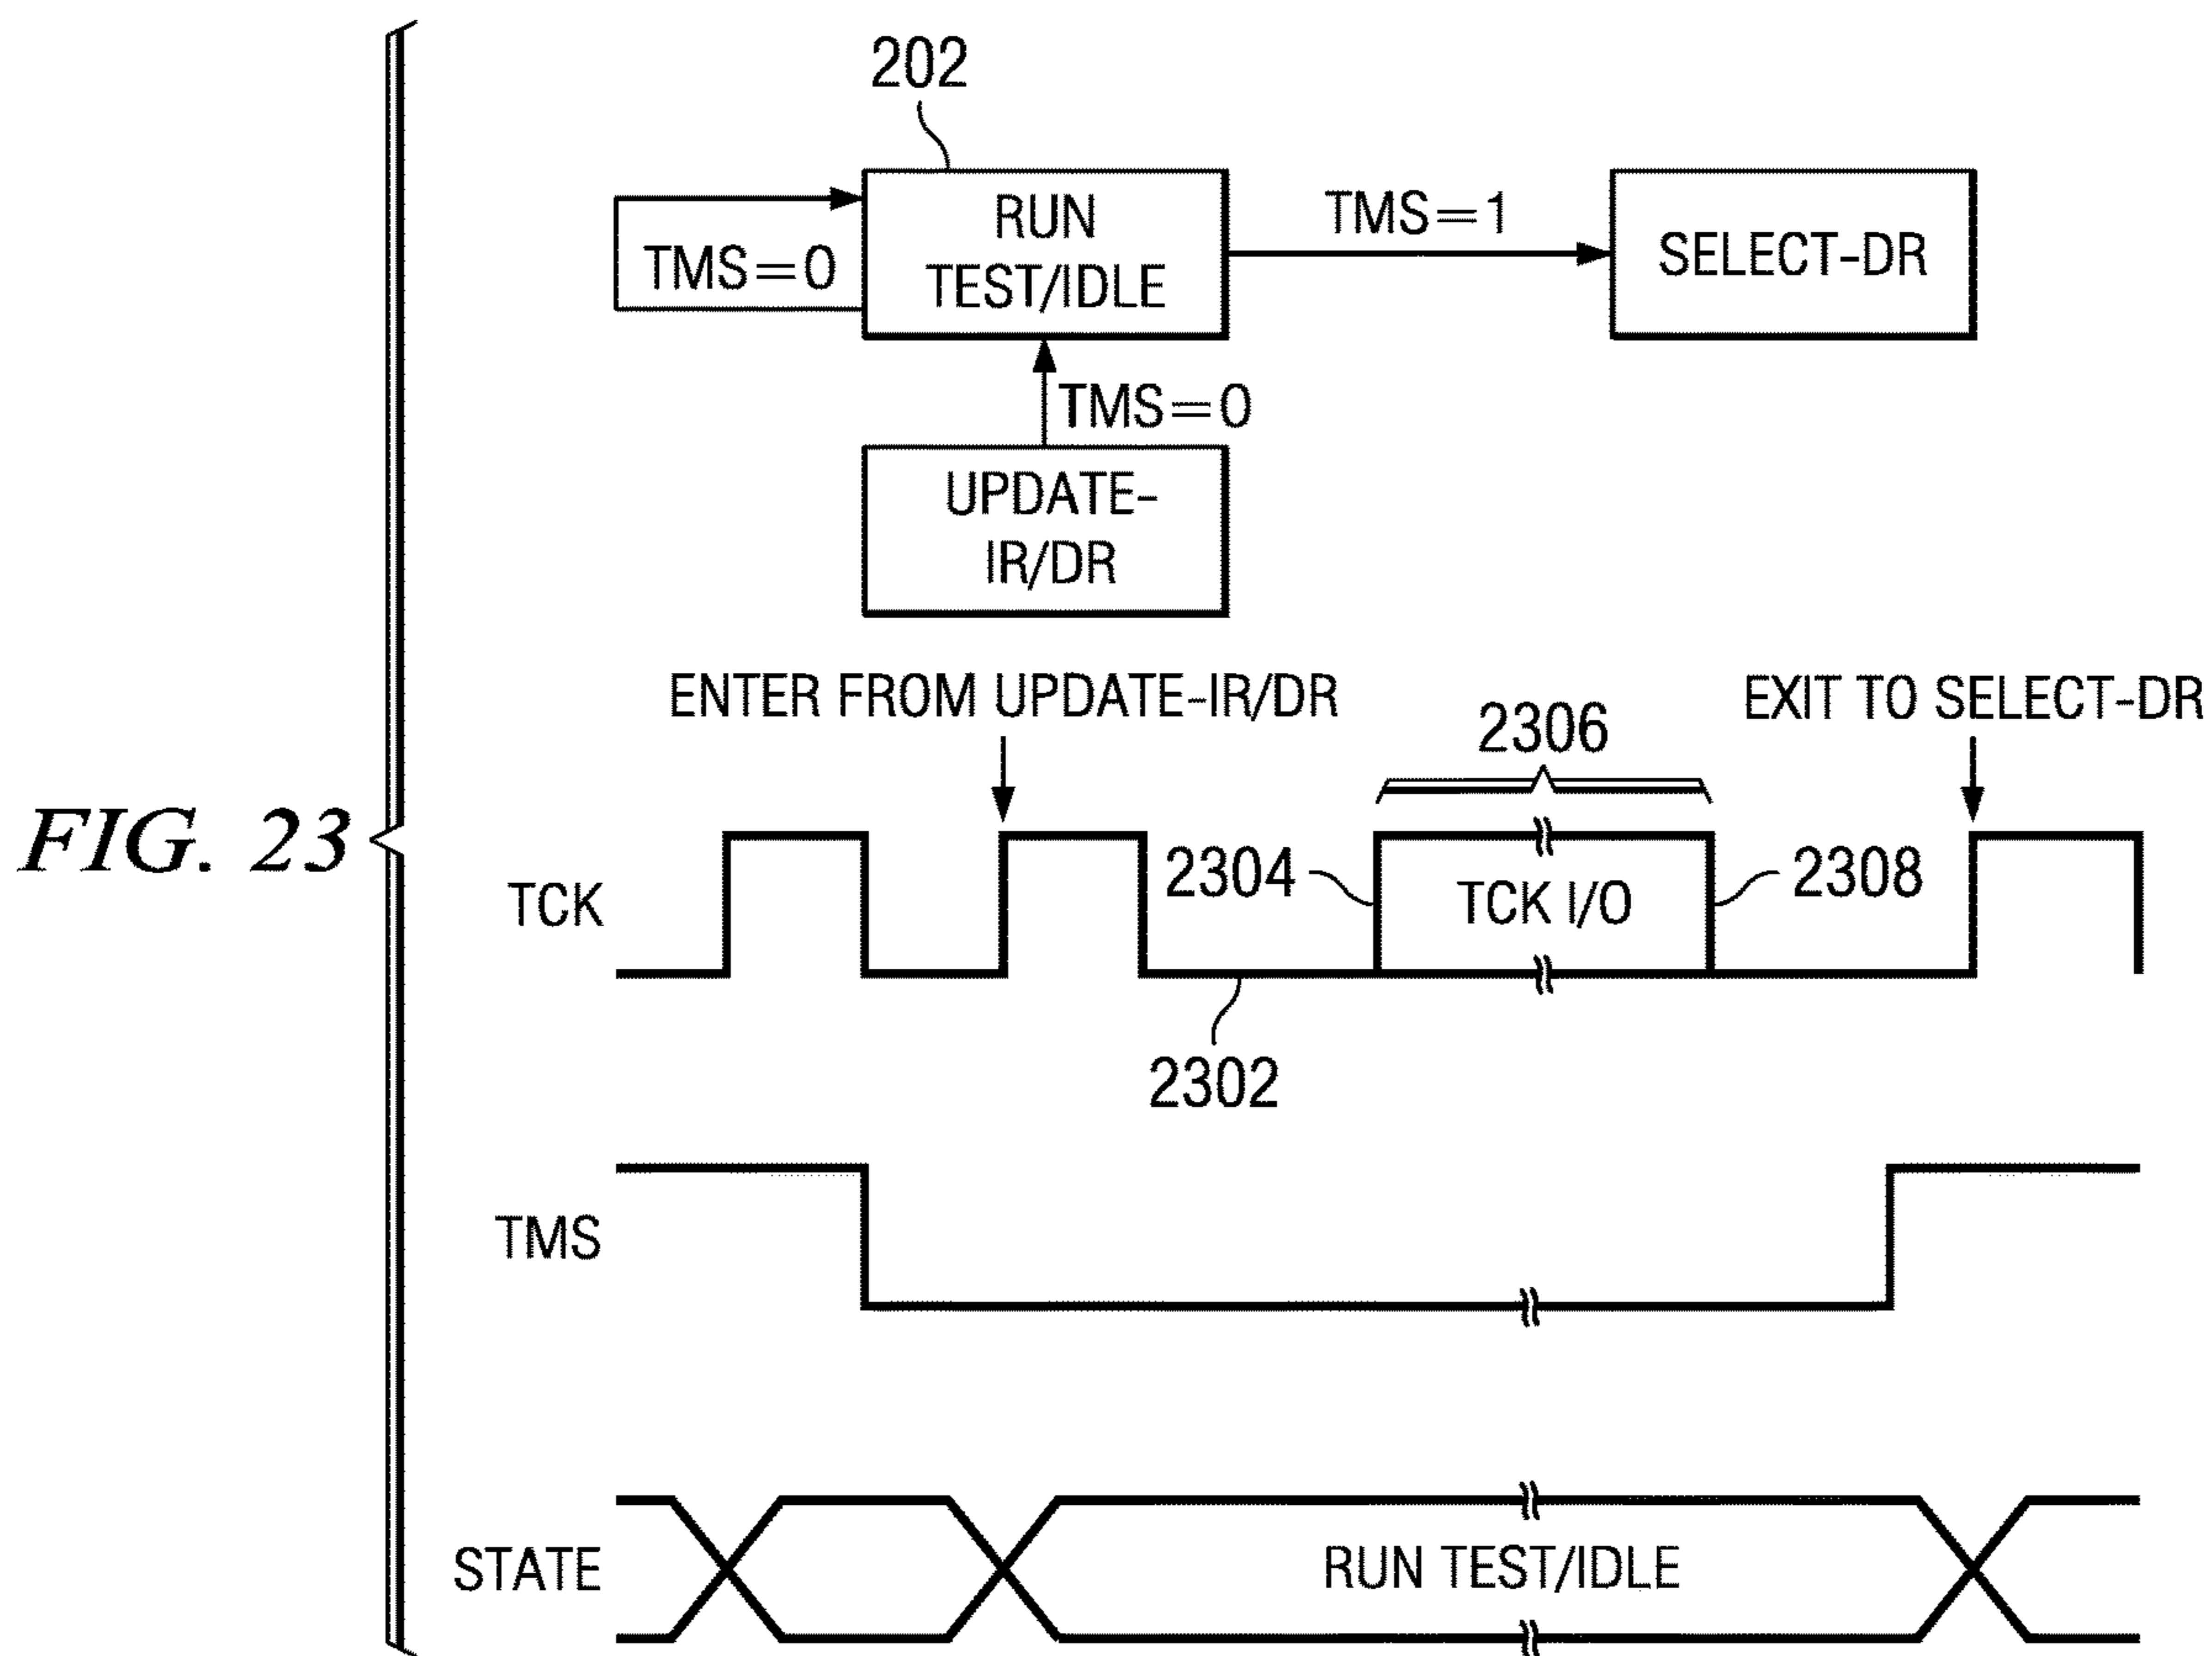 202
RUN
TEST/IDLE
TMS=0
TMS=1
SELECT-DR
TMS=0
UPDATE-
IR/DR
ENTER FROM UPDATE-IR/DR
EXIT TO SELECT-DR
2306
FIG. 23
TCK
2304
TCK I/O
2308
2302
TMS
STATE
RUN TEST/IDLE